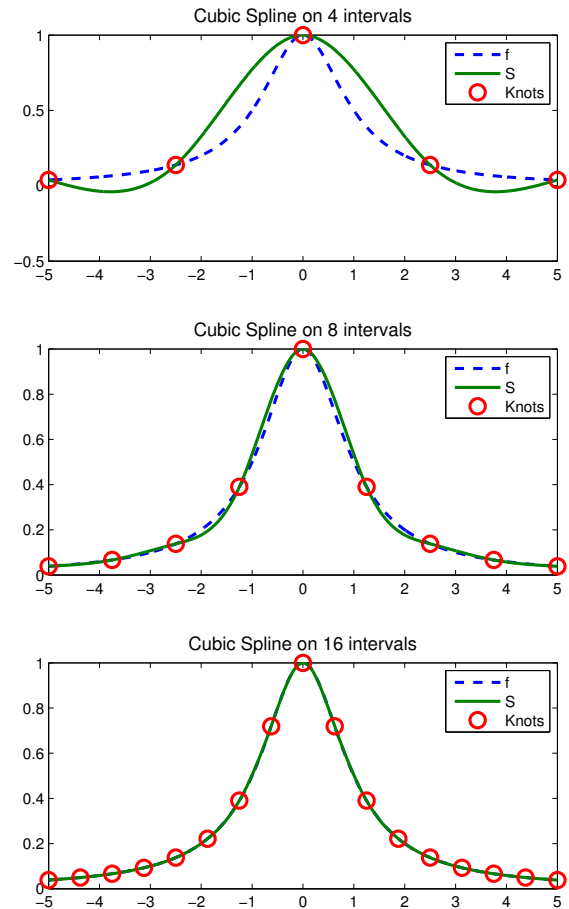 Cubic Spline on 4 intervals
1
0.5
0
−0.5
−5 −4 −3 −2 −1 0 1 2 3 4 5
f
S
Knots
Cubic Spline on 8 intervals
1
0.8
0.6
0.4
0.2
0
−5 −4 −3 −2 −1 0 1 2 3 4 5
f
S
Knots
Cubic Spline on 16 intervals
1
0.8
0.6
0.4
0.2
0
−5 −4 −3 −2 −1 0 1 2 3 4 5
f
S
Knots